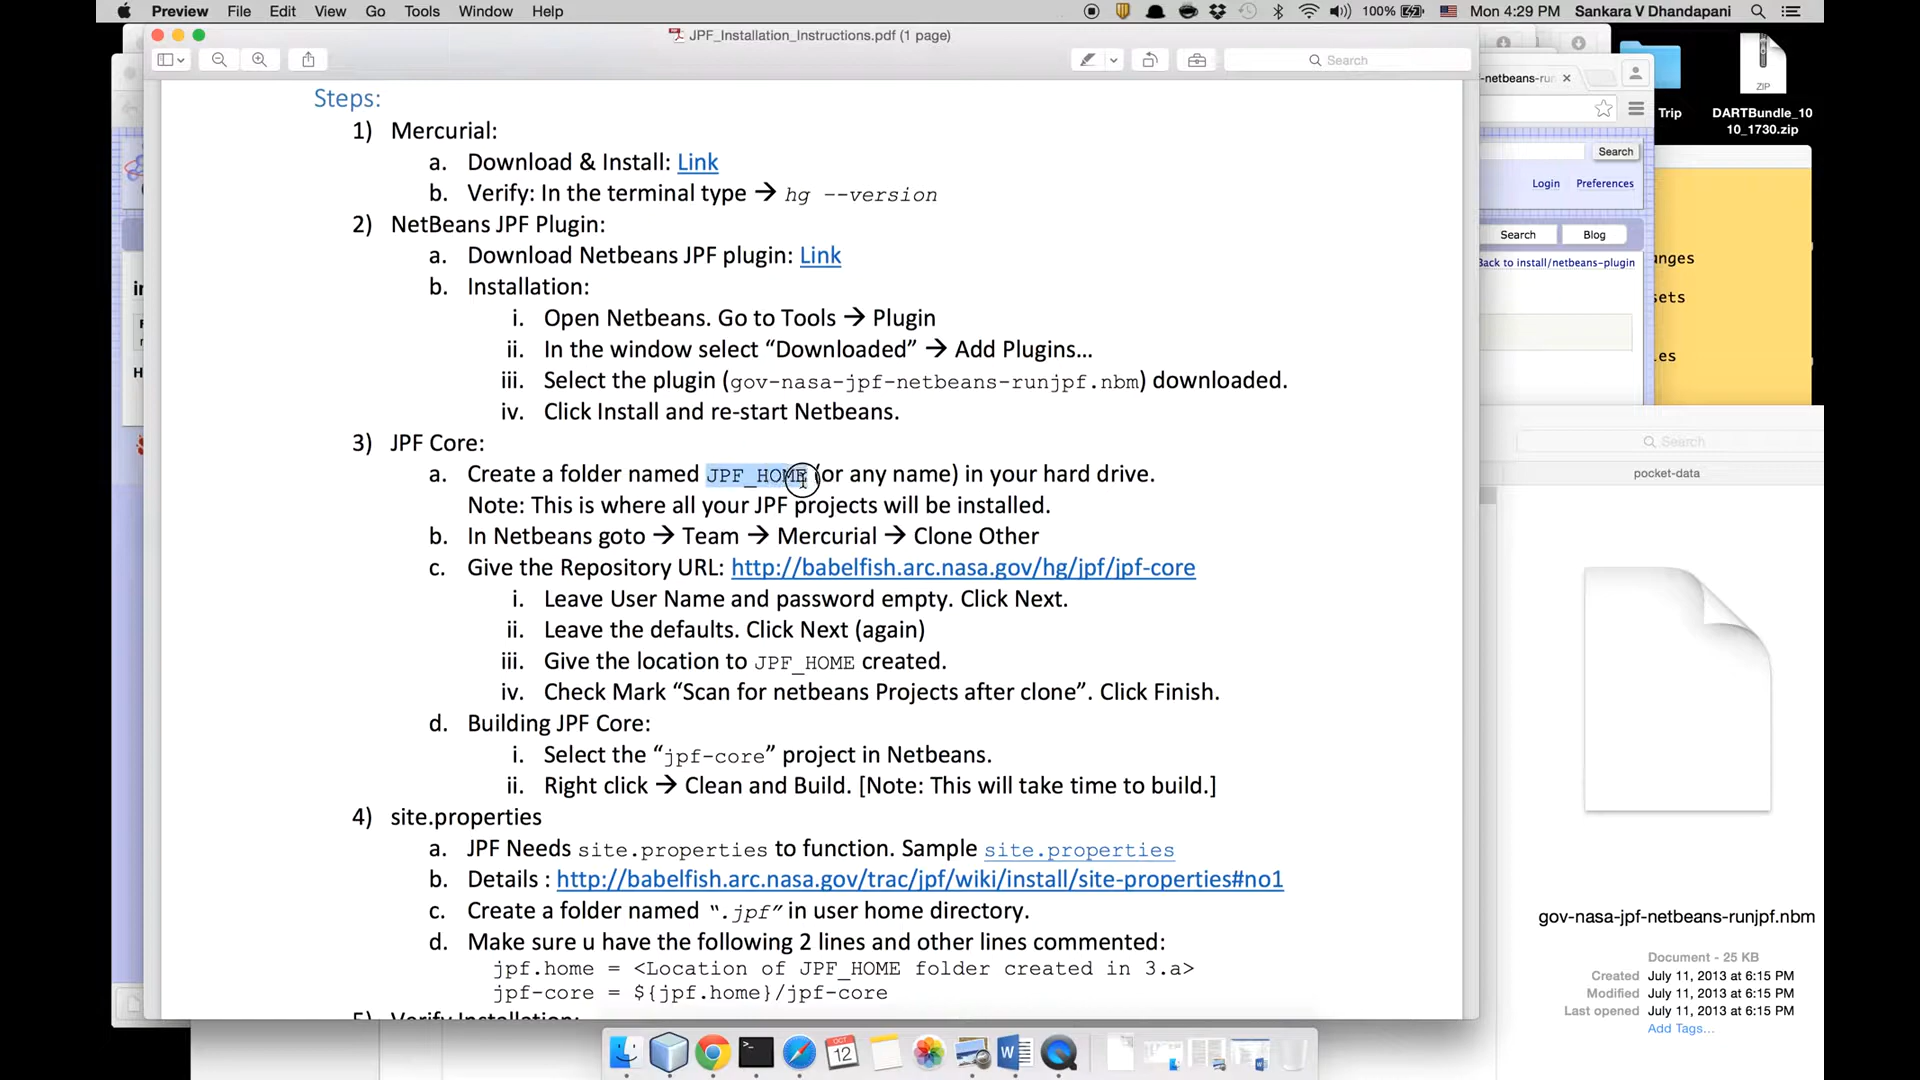 Preview File Edit View Go Tools Window Help
100% Mon 4:29 PM Sankara V Dhandapani
JPF_Installation_Instructions.pdf (1 page)
Search
Steps:
1) Mercurial:
a. Download & Install: Link
b. Verify: In the terminal type → hg --version
2) NetBeans JPF Plugin:
a. Download Netbeans JPF plugin: Link
b. Installation:
i. Open Netbeans. Go to Tools → Plugin
ii. In the window select “Downloaded” → Add Plugins…
iii. Select the plugin (gov-nasa-jpf-netbeans-runjpf.nbm) downloaded.
iv. Click Install and re-start Netbeans.
3) JPF Core:
a. Create a folder named JPF_HOME (or any name) in your hard drive.
Note: This is where all your JPF projects will be installed.
b. In Netbeans goto → Team → Mercurial → Clone Other
c. Give the Repository URL: http://babelfish.arc.nasa.gov/hg/jpf/jpf-core
i. Leave User Name and password empty. Click Next.
ii. Leave the defaults. Click Next (again)
iii. Give the location to JPF_HOME created.
iv. Check Mark “Scan for netbeans Projects after clone”. Click Finish.
d. Building JPF Core:
i. Select the “jpf-core” project in Netbeans.
ii. Right click → Clean and Build. [Note: This will take time to build.]
4) site.properties
a. JPF Needs site.properties to function. Sample site.properties
b. Details : http://babelfish.arc.nasa.gov/trac/jpf/wiki/install/site-properties#no1
c. Create a folder named “.jpf” in user home directory.
d. Make sure u have the following 2 lines and other lines commented:
jpf.home = <Location of JPF_HOME folder created in 3.a>
jpf-core = ${jpf.home}/jpf-core
5) Verify Installation:
-netbeans-run
Search
Login Preferences
Search Blog
Back to install/netbeans-plugin
Trip
ZIP
DARTBundle_10
10_1730.zip
anges
sets
es
Search
pocket-data
gov-nasa-jpf-netbeans-runjpf.nbm
Document - 25 KB
Created July 11, 2013 at 6:15 PM
Modified July 11, 2013 at 6:15 PM
Last opened July 11, 2013 at 6:15 PM
Add Tags…
OCT
12